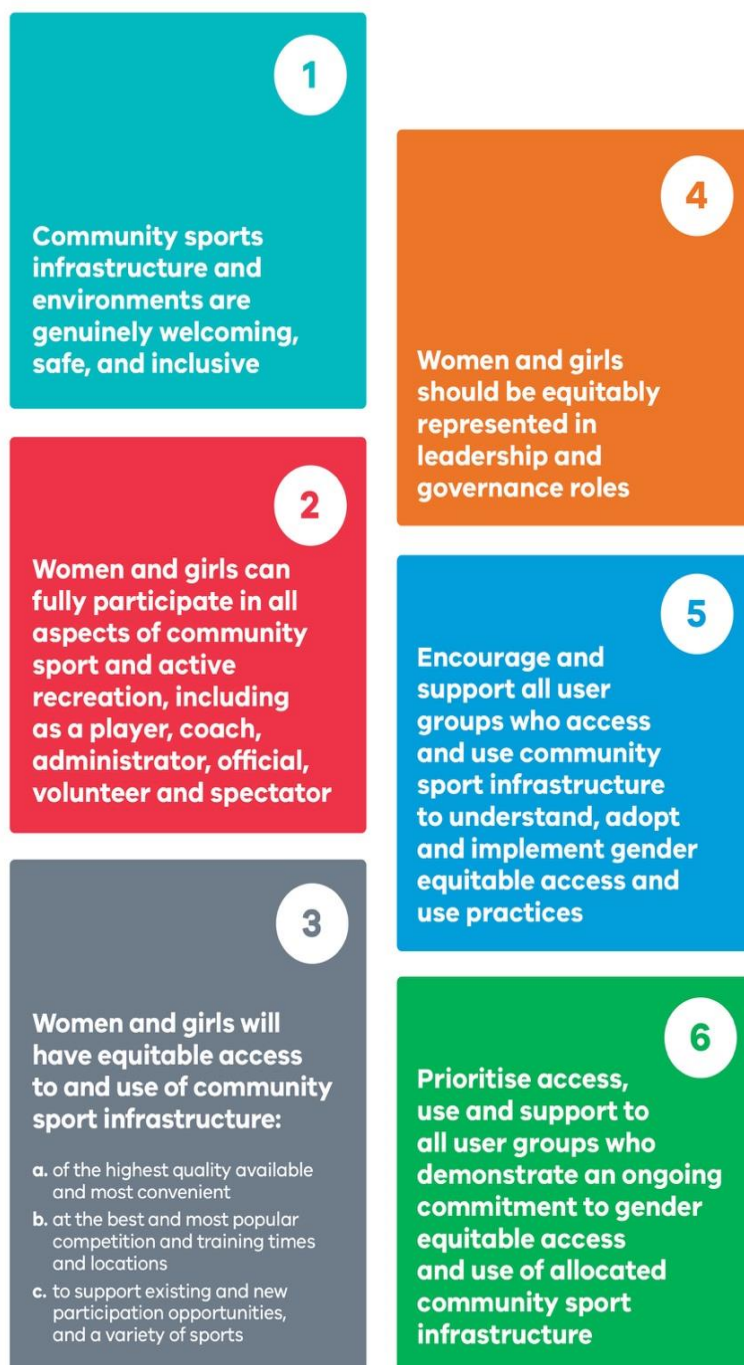 1
Community sports
infrastructure and
environments are
genuinely welcoming,
safe, and inclusive
2
Women and girls can
fully participate in all
aspects of community
sport and active
recreation, including
as a player, coach,
administrator, official,
volunteer and spectator
3
Women and girls will
have equitable access
to and use of community
sport infrastructure:
a. of the highest quality available
and most convenient
b. at the best and most popular
competition and training times
and locations
c. to support existing and new
participation opportunities,
and a variety of sports
4
Women and girls
should be equitably
represented in
leadership and
governance roles
5
Encourage and
support all user
groups who access
and use community
sport infrastructure
to understand, adopt
and implement gender
equitable access and
use practices
6
Prioritise access,
use and support to
all user groups who
demonstrate an ongoing
commitment to gender
equitable access
and use of allocated
community sport
infrastructure